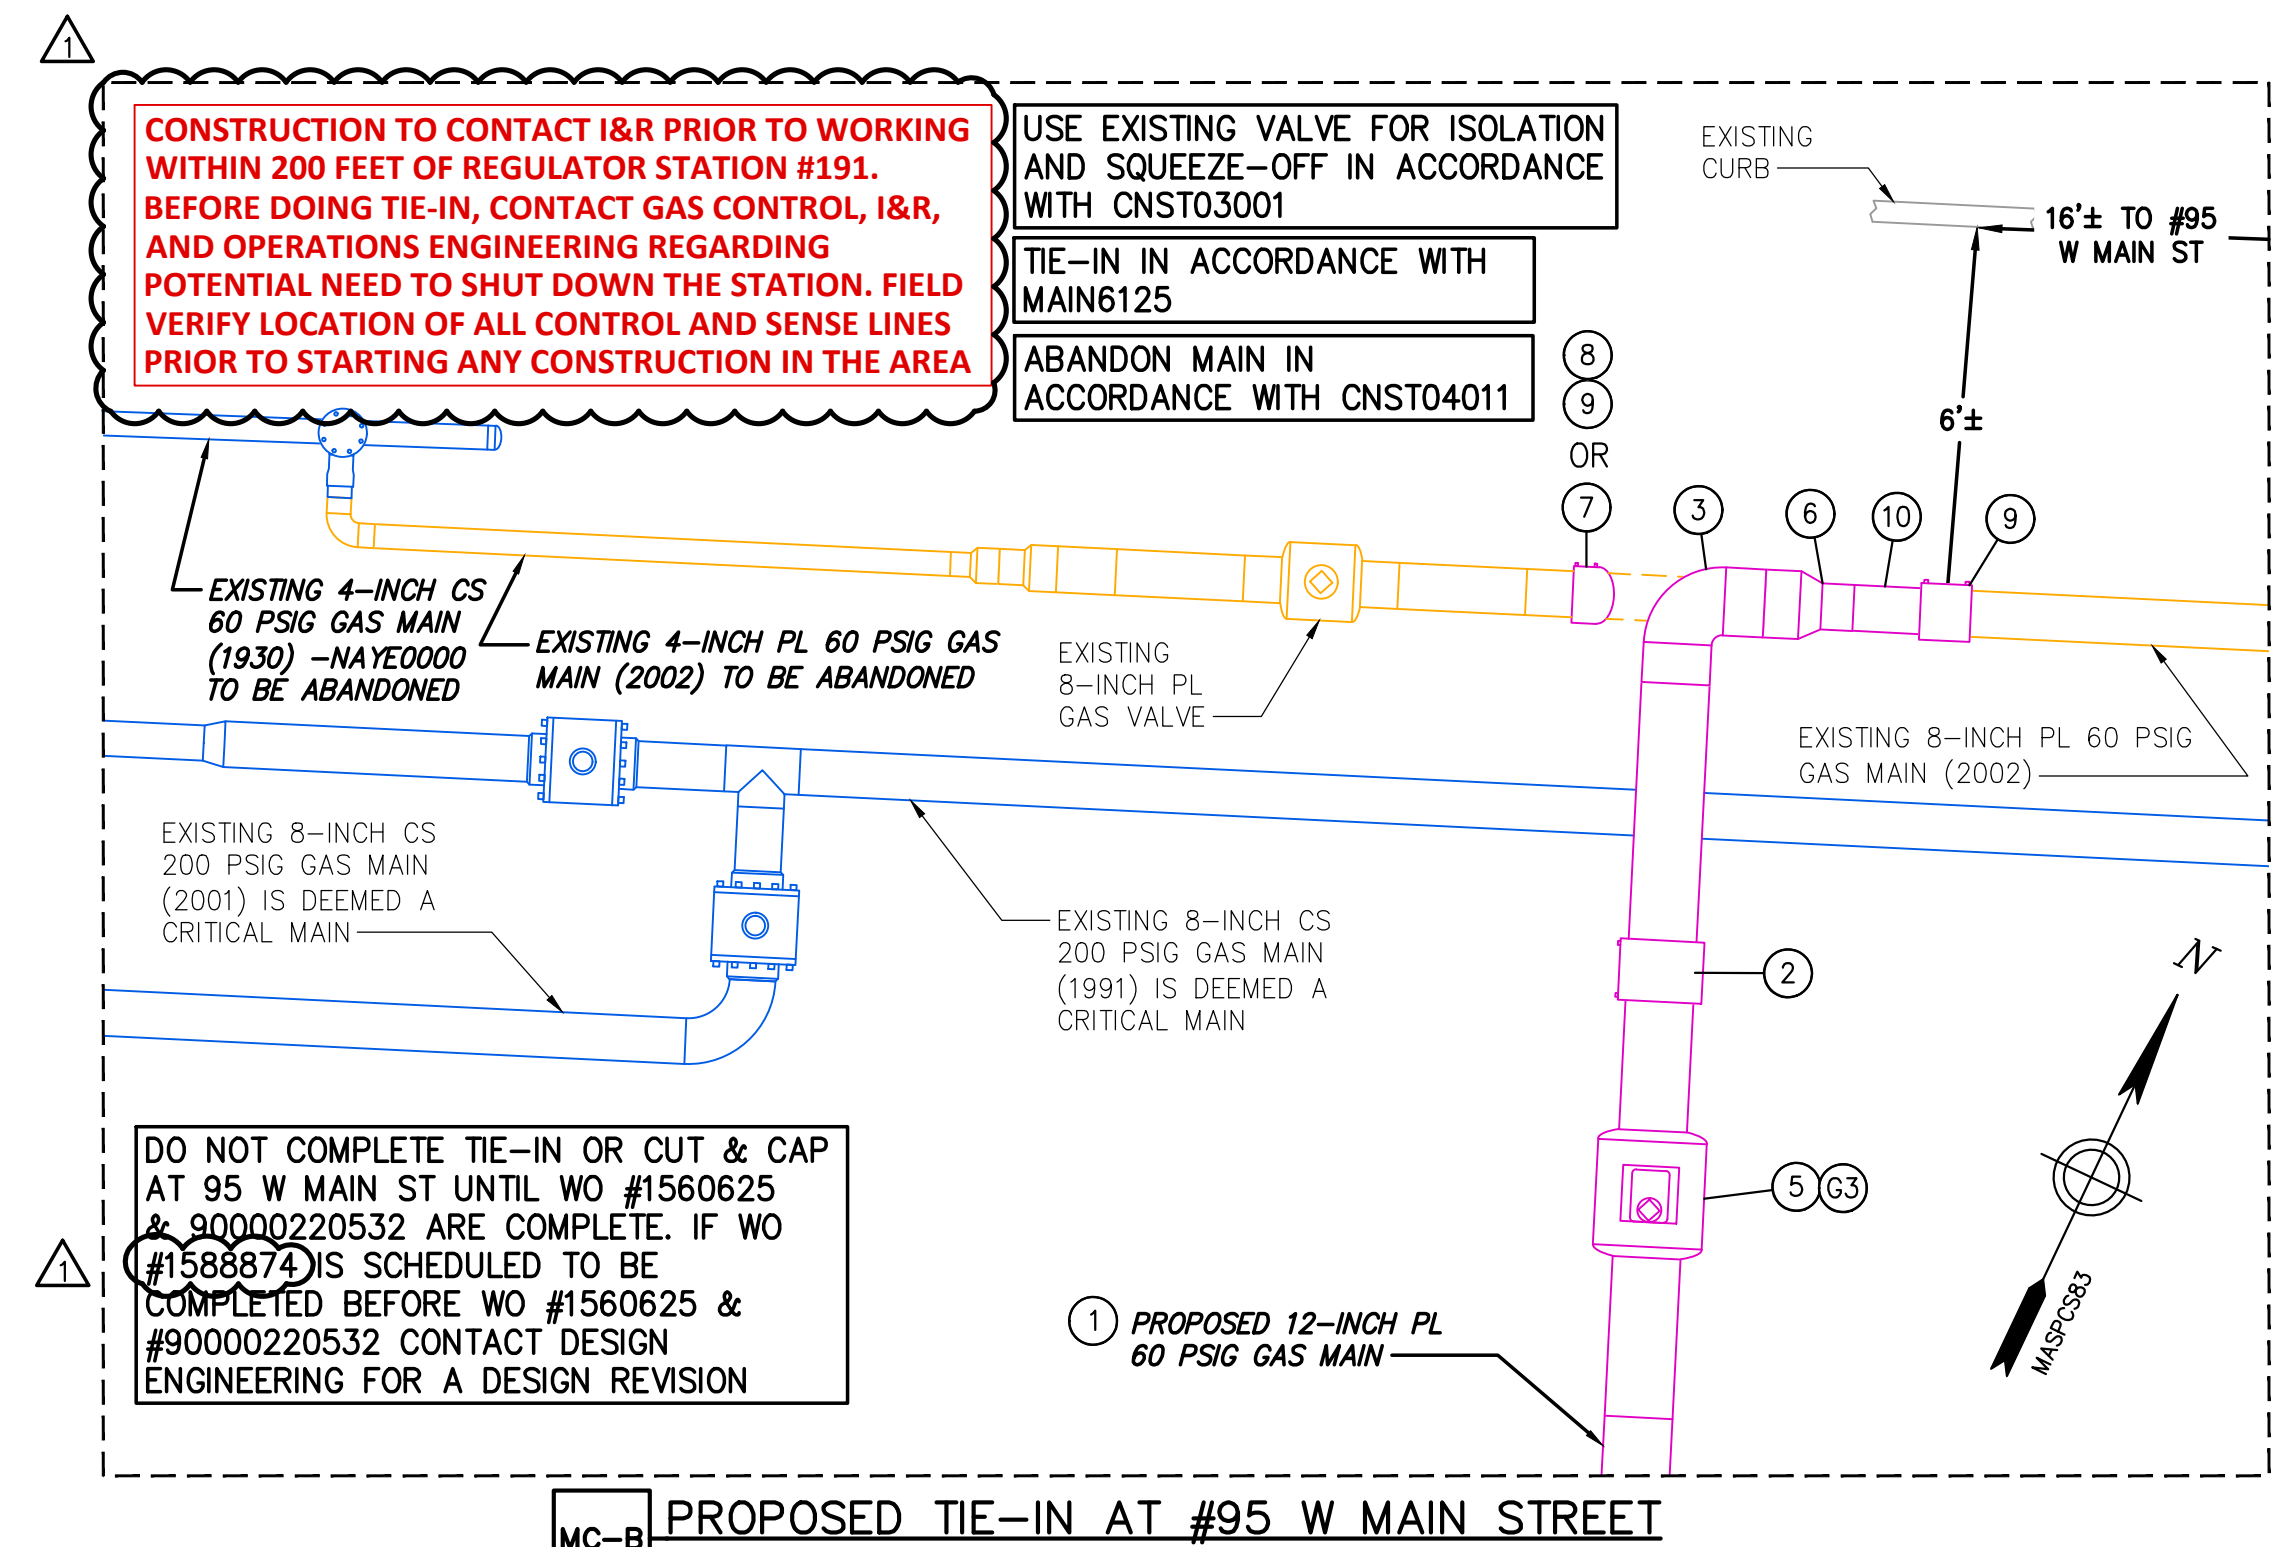 1
CONSTRUCTION TO CONTACT I&R PRIOR TO WORKING
WITHIN 200 FEET OF REGULATOR STATION #191.
BEFORE DOING TIE-IN, CONTACT GAS CONTROL, I&R,
AND OPERATIONS ENGINEERING REGARDING
POTENTIAL NEED TO SHUT DOWN THE STATION. FIELD
VERIFY LOCATION OF ALL CONTROL AND SENSE LINES
PRIOR TO STARTING ANY CONSTRUCTION IN THE AREA
USE EXISTING VALVE FOR ISOLATION
AND SQUEEZE-OFF IN ACCORDANCE
WITH CNST03001
TIE-IN IN ACCORDANCE WITH
MAIN6125
ABANDON MAIN IN
ACCORDANCE WITH CNST04011
EXISTING
CURB
16'± TO #95
W MAIN ST
6'±
8
9
OR
7
3
6
10
9
EXISTING 4-INCH CS
60 PSIG GAS MAIN
(1930) -NAYE0000
TO BE ABANDONED
EXISTING 4-INCH PL 60 PSIG GAS
MAIN (2002) TO BE ABANDONED
EXISTING
8-INCH PL
GAS VALVE
EXISTING 8-INCH PL 60 PSIG
GAS MAIN (2002)
EXISTING 8-INCH CS
200 PSIG GAS MAIN
(2001) IS DEEMED A
CRITICAL MAIN
EXISTING 8-INCH CS
200 PSIG GAS MAIN
(1991) IS DEEMED A
CRITICAL MAIN
2
N
5 G3
MASPCS83
DO NOT COMPLETE TIE-IN OR CUT & CAP
AT 95 W MAIN ST UNTIL WO #1560625
& 90000220532 ARE COMPLETE. IF WO
#1588874 IS SCHEDULED TO BE
COMPLETED BEFORE WO #1560625 &
#90000220532 CONTACT DESIGN
ENGINEERING FOR A DESIGN REVISION
1
1 PROPOSED 12-INCH PL
60 PSIG GAS MAIN
MC-B
PROPOSED TIE-IN AT #95 W MAIN STREET